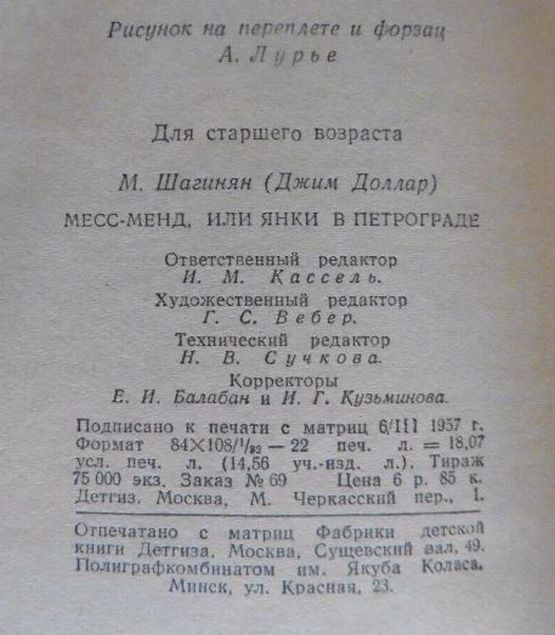 Рисунок на переплете и форзац
А. Лурье
Для старшего возраста
М. Шагинян (Джим Доллар)
МЕСС-МЕНД, ИЛИ ЯНКИ В ПЕТРОГРАДЕ
Ответственный редактор
И. М. Кассель.
Художественный редактор
Г. С. Вебер.
Технический редактор
Н. В. Сучкова.
Корректоры
Е. И. Балабан и И. Г. Кузьминова.
Подписано к печати с матриц 6/III 1957 г.
Формат 84×108/¹/₃₂ — 22 печ. л. = 18,07
усл. печ. л. (14,56 уч.-изд. л.). Тираж
75 000 экз. Заказ № 69 Цена 6 р. 85 к.
Детгиз. Москва, М. Черкасский пер., 1.
Отпечатано с матриц Фабрики детской
книги Детгиза. Москва, Сущевский вал, 49.
Полиграфкомбинатом им. Якуба Коласа.
Минск, ул. Красная, 23.